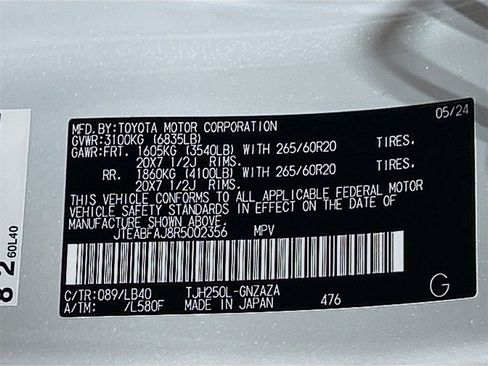 MFD.BY:TOYOTA MOTOR CORPORATION 05/24
GVWR:3100KG (6835LB)
GAWR:FRT. 1605KG (3540LB) WITH 265/60R20 TIRES.
20X7 1/2J RIMS.
RR. 1860KG (4100LB) WITH 265/60R20 TIRES.
20X7 1/2J RIMS.
THIS VEHICLE CONFORMS TO ALL APPLICABLE FEDERAL MOTOR
VEHICLE SAFETY STANDARDS IN EFFECT ON THE DATE OF
MANUFACTURE SHOWN ABOVE.
JTEABFAJ8R5002356 MPV
C/TR:089/LB40 TJH250L-GNZAZA
A/TM: /L580F MADE IN JAPAN 476 G
82 60L40